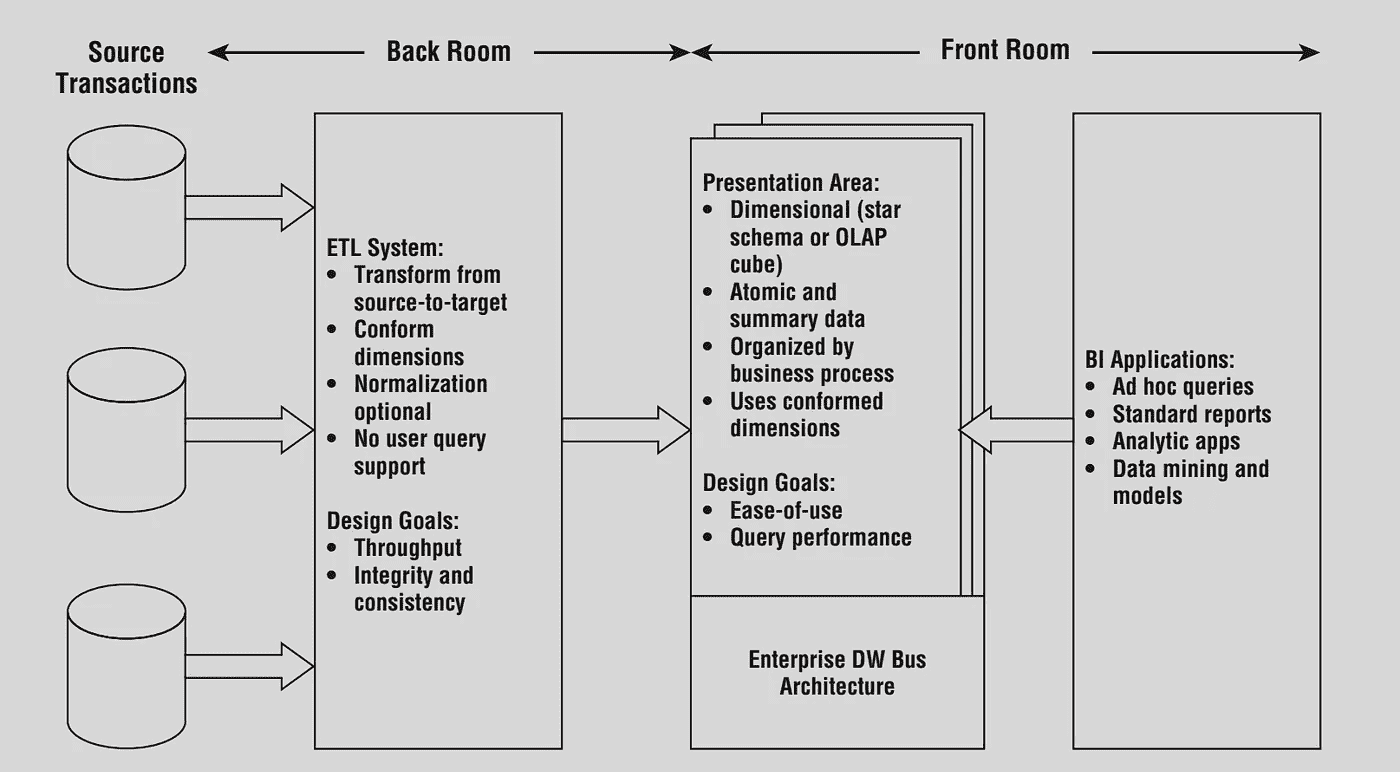 Source
Transactions
Back Room
Front Room
ETL System:
• Transform from
source-to-target
• Conform
dimensions
• Normalization
optional
• No user query
support
Design Goals:
• Throughput
• Integrity and
consistency
Presentation Area:
• Dimensional (star
schema or OLAP
cube)
• Atomic and
summary data
• Organized by
business process
• Uses conformed
dimensions
Design Goals:
• Ease-of-use
• Query performance
Enterprise DW Bus
Architecture
BI Applications:
• Ad hoc queries
• Standard reports
• Analytic apps
• Data mining and
models